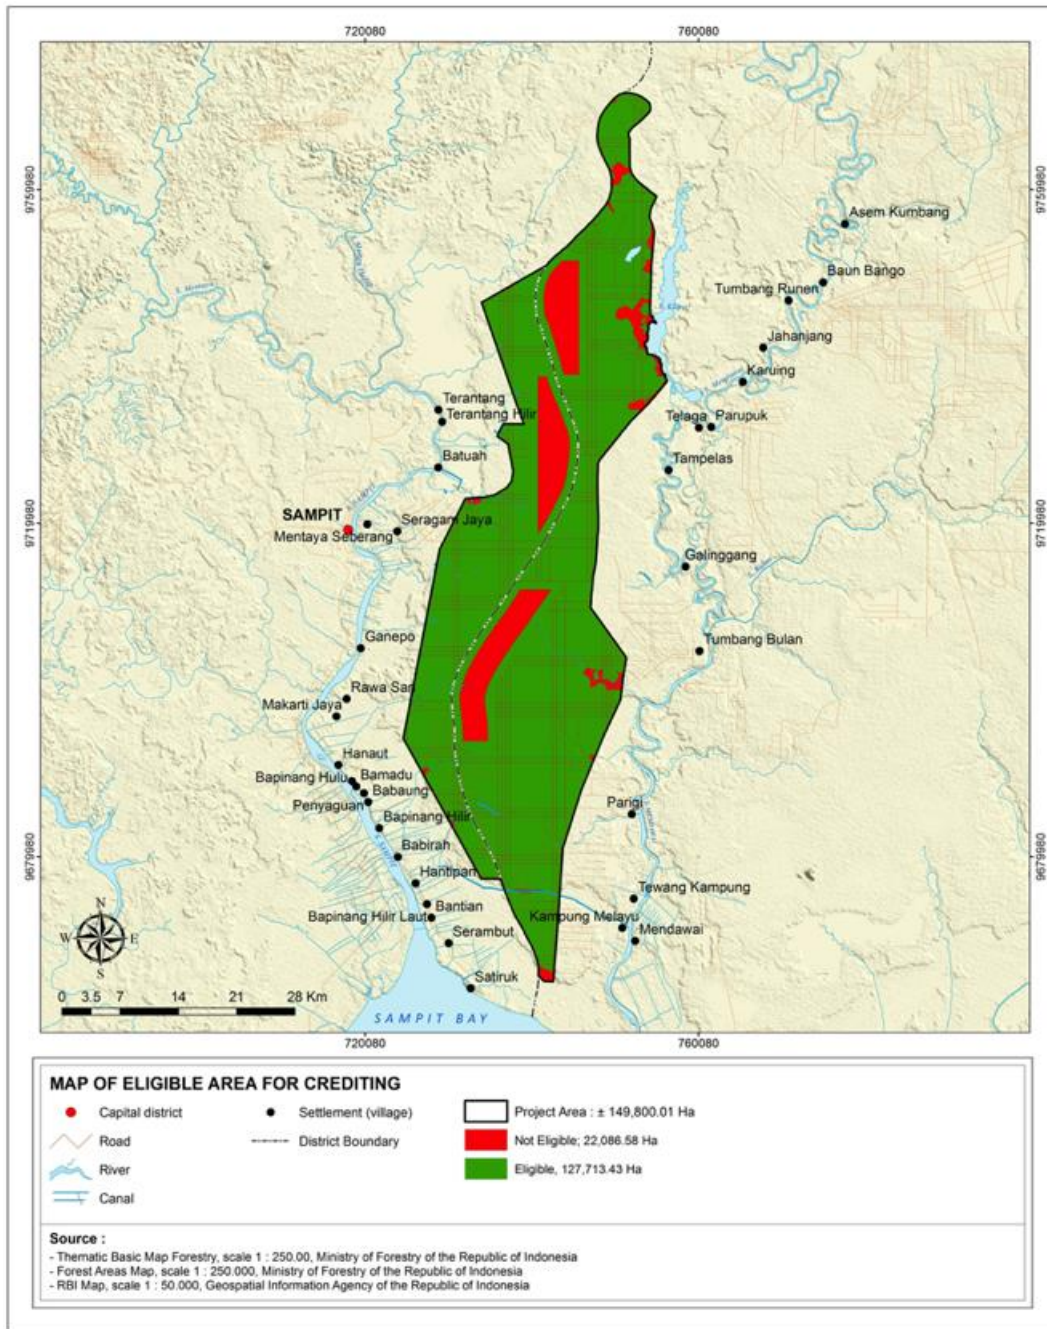 720080
760080
9759980
9759980
Asem Kumbang
Baun Bango
Tumbang Runen
Jahanjang
Karuing
Terantang
Terantang Hilir
Telaga
Parupuk
Batuah
Tampelas
SAMPIT
Seragam Jaya
Mentaya Seberang
9719980
9719980
Galinggang
Ganepo
Tumbang Bulan
Rawa Sari
Makarti Jaya
Hanaut
Bapinang Hulu
Bamadu
Babaung
Penyaguan
Parigi
Bapinang Hilir
9679980
9679980
Babirah
Hantipan
Tewang Kampung
Bantian
Bapinang Hilir Laut
Kampung Melayu
Mendawai
Serambut
N
W
E
S
Satiruk
0 3.5 7 14 21 28 Km
SAMPIT BAY
720080
760080
MAP OF ELIGIBLE AREA FOR CREDITING
Capital district
Settlement (village)
Project Area : ± 149,800.01 Ha
Road
District Boundary
Not Eligible; 22,086.58 Ha
River
Eligible, 127,713.43 Ha
Canal
Source :
- Thematic Basic Map Forestry, scale 1 : 250.00, Ministry of Forestry of the Republic of Indonesia
- Forest Areas Map, scale 1 : 250.000, Ministry of Forestry of the Republic of Indonesia
- RBI Map, scale 1 : 50.000, Geospatial Information Agency of the Republic of Indonesia